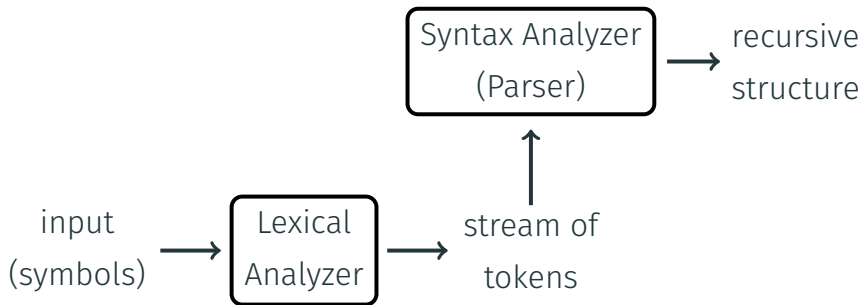 Syntax Analyzer
(Parser)
recursive
structure
input
(symbols)
Lexical
Analyzer
stream of
tokens